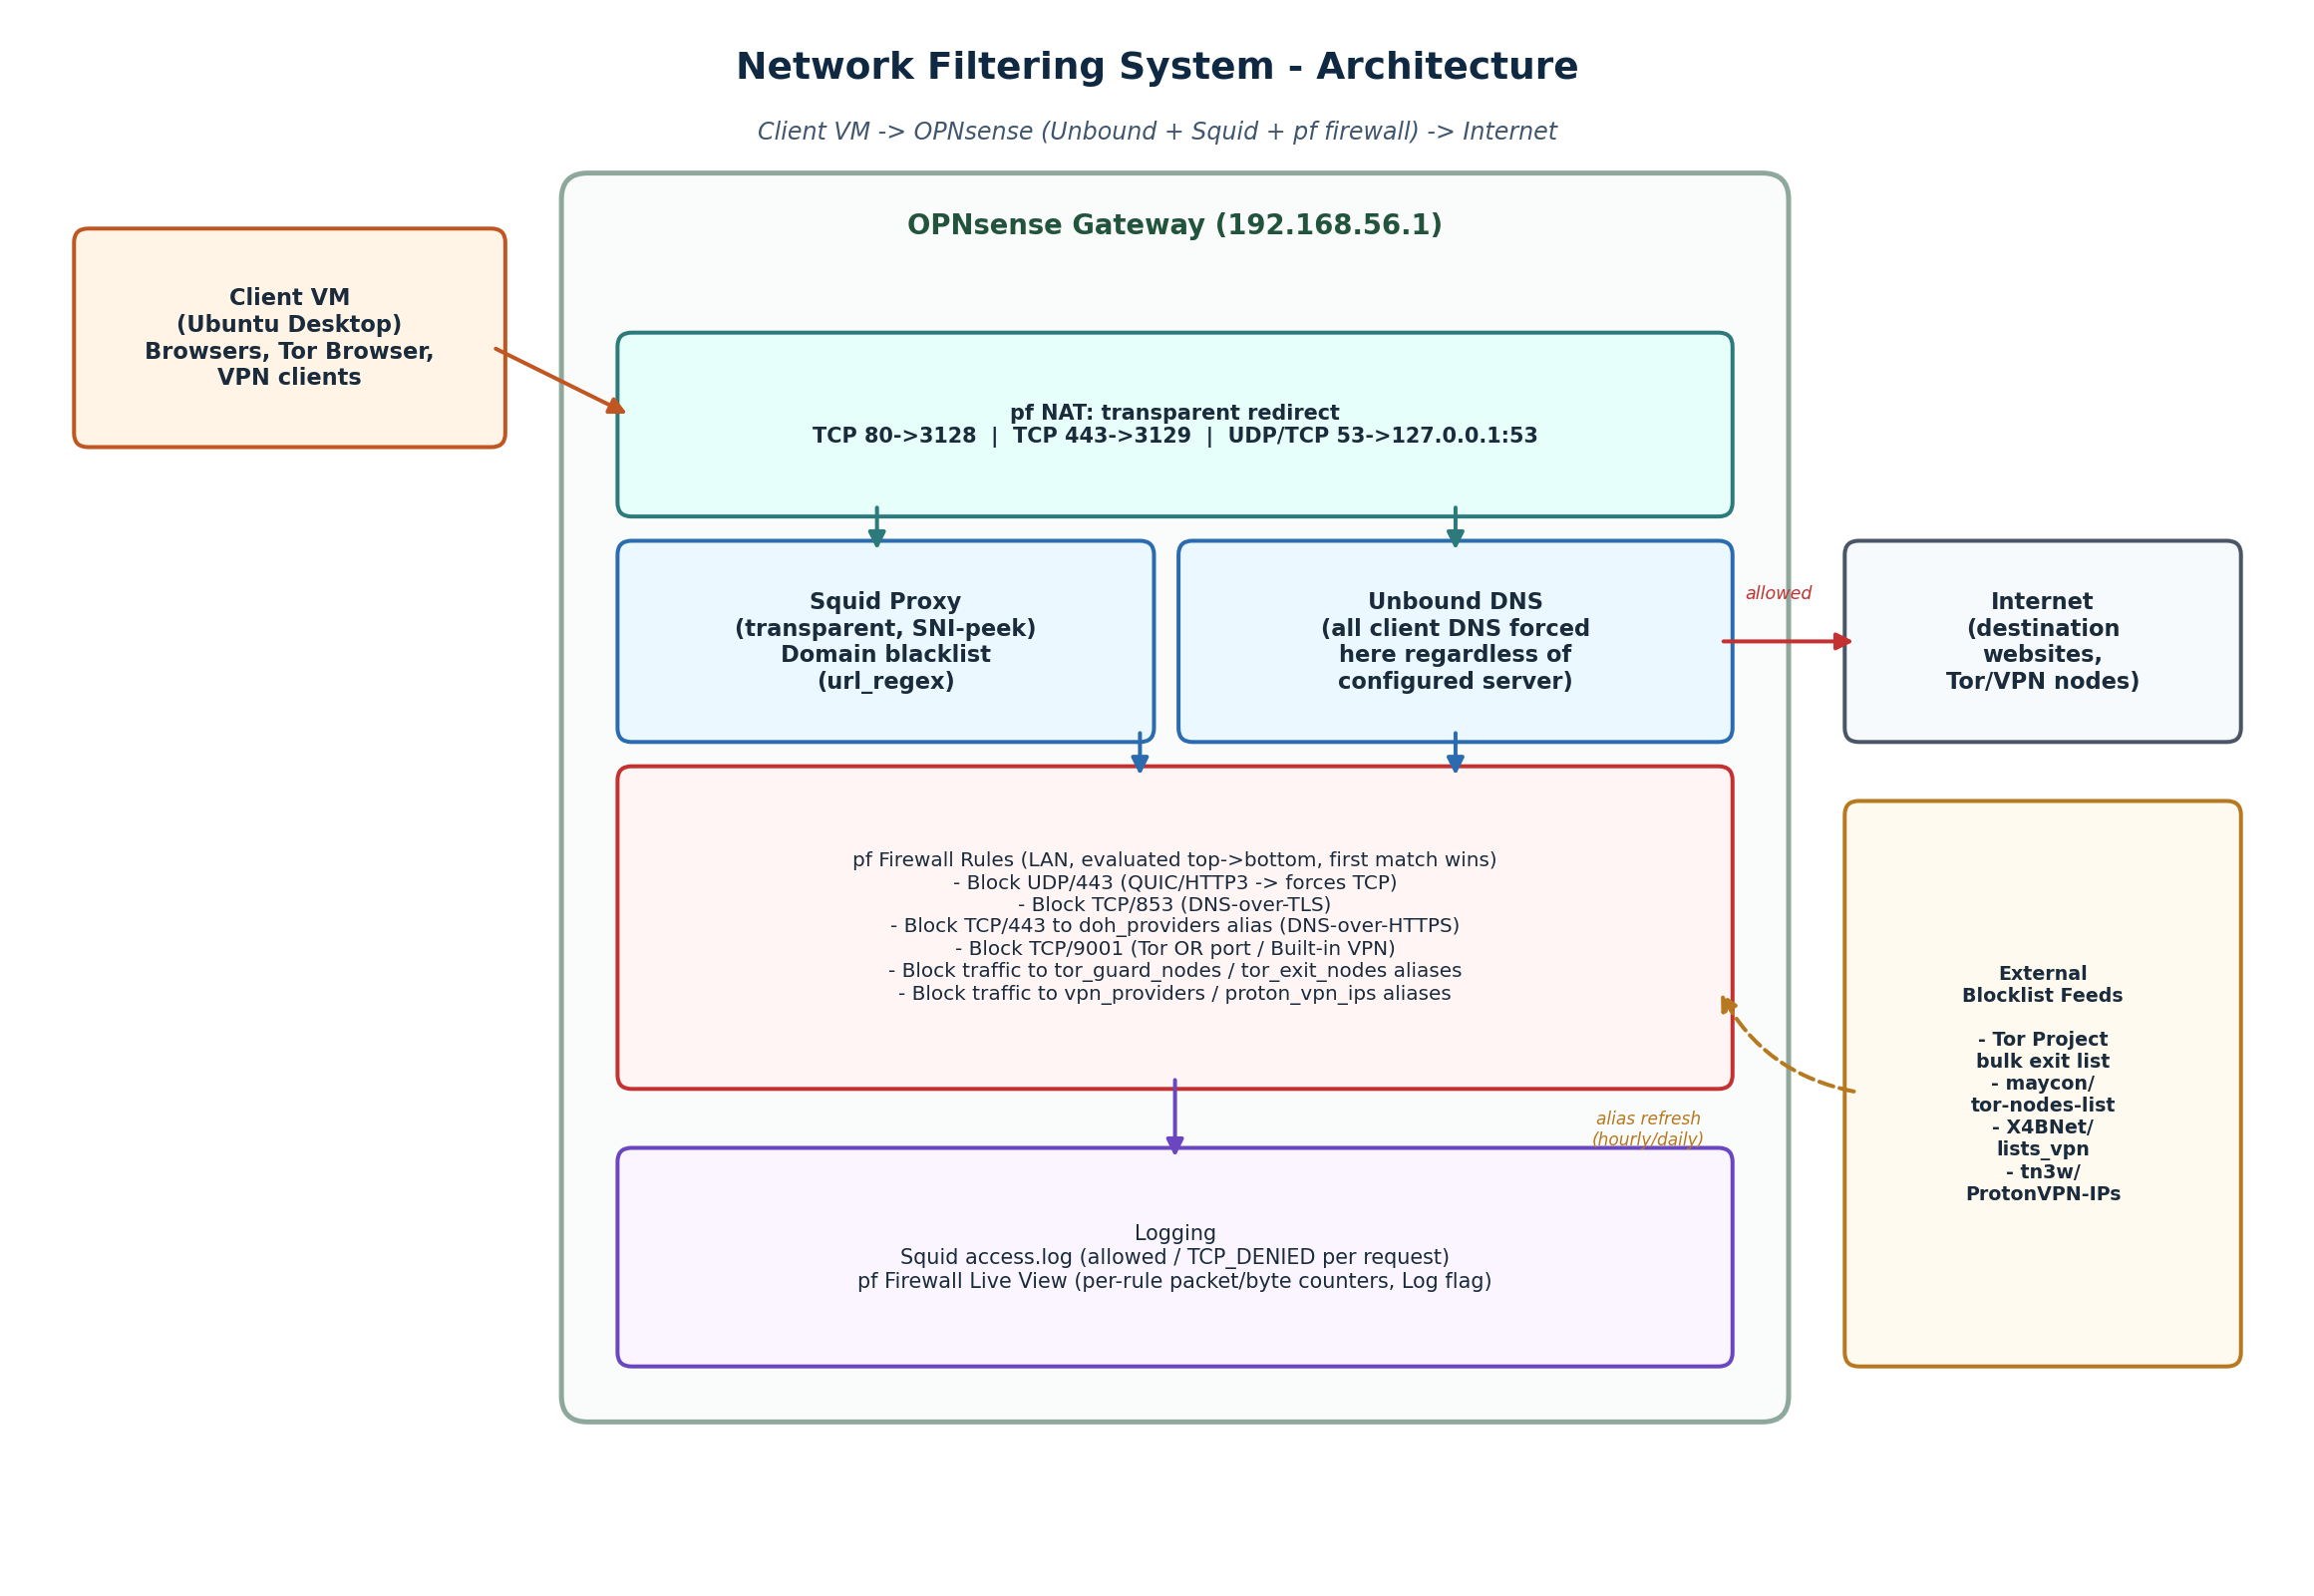 Network Filtering System - Architecture
Client VM -> OPNsense (Unbound + Squid + pf firewall) -> Internet
OPNsense Gateway (192.168.56.1)
Client VM
(Ubuntu Desktop)
Browsers, Tor Browser,
VPN clients
pf NAT: transparent redirect
TCP 80->3128 | TCP 443->3129 | UDP/TCP 53->127.0.0.1:53
Squid Proxy
(transparent, SNI-peek)
Domain blacklist
(url_regex)
Unbound DNS
(all client DNS forced
here regardless of
configured server)
allowed
Internet
(destination
websites,
Tor/VPN nodes)
pf Firewall Rules (LAN, evaluated top->bottom, first match wins)
- Block UDP/443 (QUIC/HTTP3 -> forces TCP)
- Block TCP/853 (DNS-over-TLS)
- Block TCP/443 to doh_providers alias (DNS-over-HTTPS)
- Block TCP/9001 (Tor OR port / Built-in VPN)
- Block traffic to tor_guard_nodes / tor_exit_nodes aliases
- Block traffic to vpn_providers / proton_vpn_ips aliases
External
Blocklist Feeds
- Tor Project
bulk exit list
- maycon/
tor-nodes-list
- X4BNet/
lists_vpn
- tn3w/
ProtonVPN-IPs
alias refresh
(hourly/daily)
Logging
Squid access.log (allowed / TCP_DENIED per request)
pf Firewall Live View (per-rule packet/byte counters, Log flag)